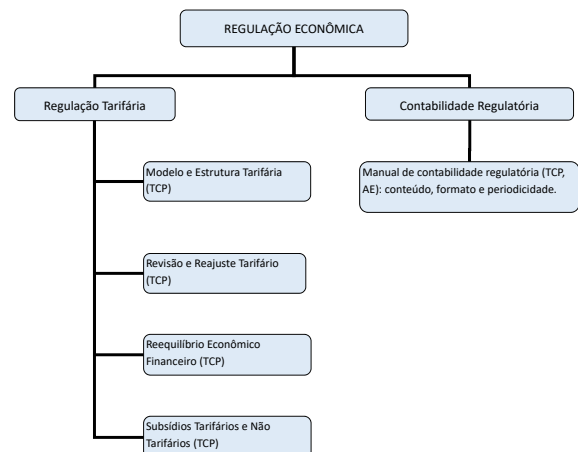 REGULAÇÃO ECONÔMICA
Regulação Tarifária
Contabilidade Regulatória
Modelo e Estrutura Tarifária
(TCP)
Manual de contabilidade regulatória (TCP,
AE): conteúdo, formato e periodicidade.
Revisão e Reajuste Tarifário
(TCP)
Reequilíbrio Econômico
Financeiro (TCP)
Subsídios Tarifários e Não
Tarifários (TCP)